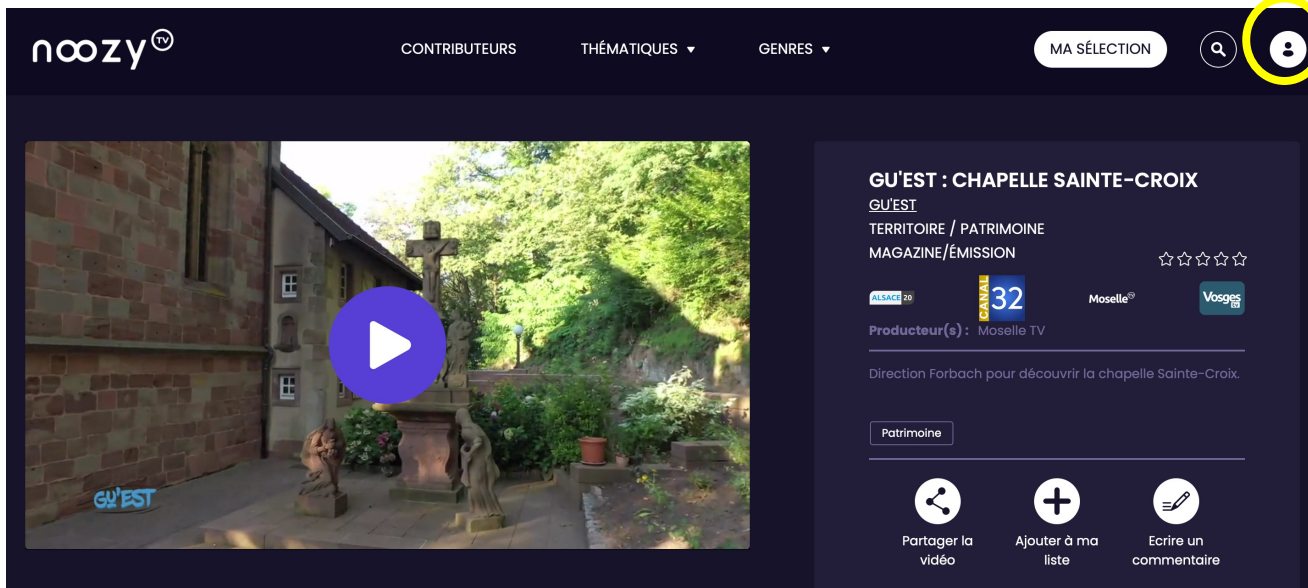 noozy TV
CONTRIBUTEURS THÉMATIQUES ▼ GENRES ▼ MA SÉLECTION
GU'EST
GU'EST : CHAPELLE SAINTE-CROIX
GU'EST
TERRITOIRE / PATRIMOINE
MAGAZINE/ÉMISSION
ALSACE 20 CANAL 32 Moselle TV Vosges TV
Producteur(s) : Moselle TV
Direction Forbach pour découvrir la chapelle Sainte-Croix.
Patrimoine
Partager la vidéo
Ajouter à ma liste
Ecrire un commentaire